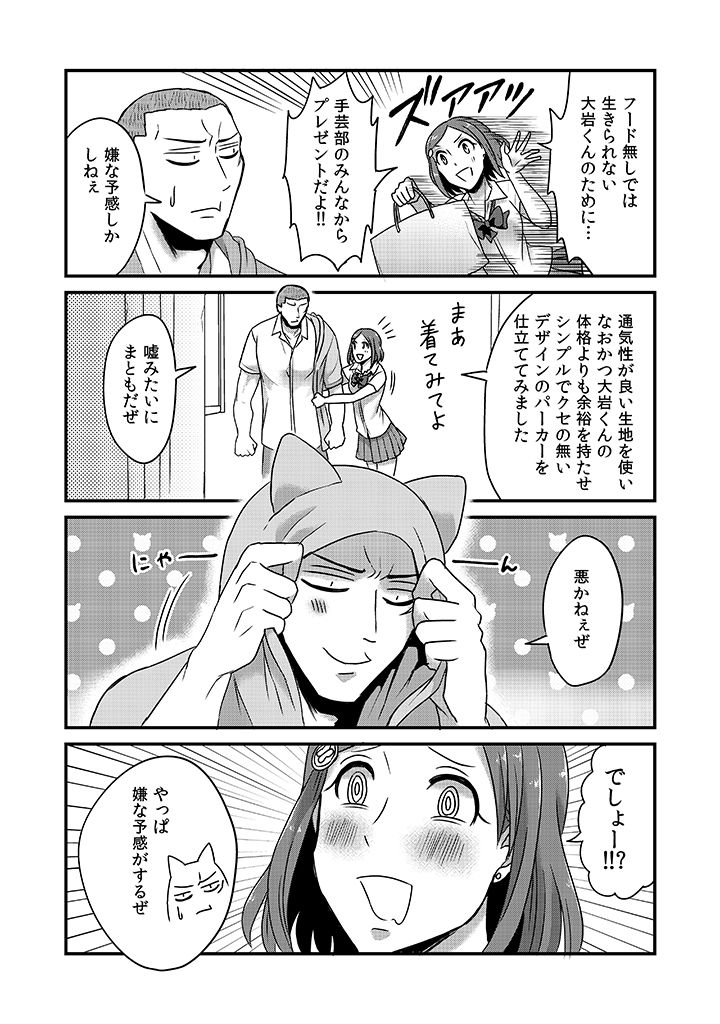 フード無しでは
生きられない
大岩くんのために…
ズアアアッ
手芸部のみんなから
プレゼントだよ!!
嫌な予感しか
しねぇ
通気性が良い生地を使い
なおかつ大岩くんの
体格よりも余裕を持たせ
シンプルでクセの無い
デザインのパーカーを
仕立ててみました
まあ
着てみてよ
嘘みたいに
まともだぜ
悪かねぇぜ
にゃーん
でしょー!!?
やっぱ
嫌な予感がするぜ